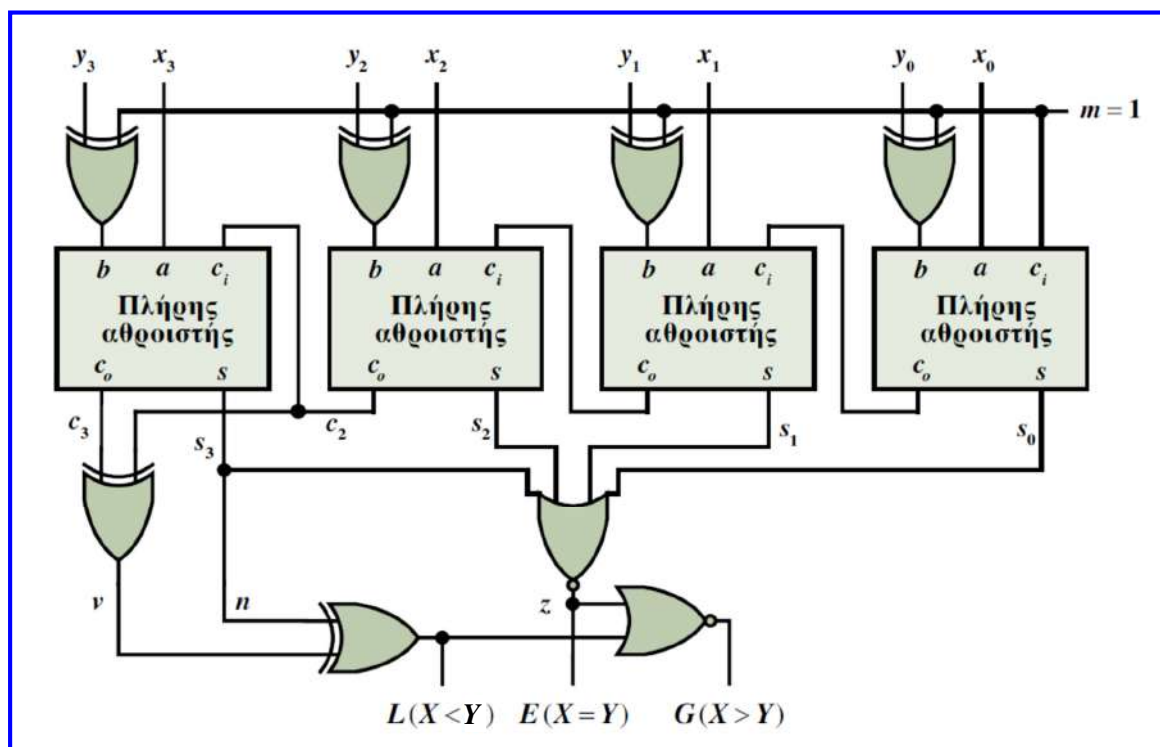 y₃ x₃ y₂ x₂ y₁ x₁ y₀ x₀
m = 1
b a cᵢ b a cᵢ b a cᵢ b a cᵢ
Πλήρης Πλήρης Πλήρης Πλήρης
αθροιστής αθροιστής αθροιστής αθροιστής
cₒ s cₒ s cₒ s cₒ s
c₃ s₃ c₂ s₂ s₁ s₀
v n z
L(X<Y) E(X=Y) G(X>Y)